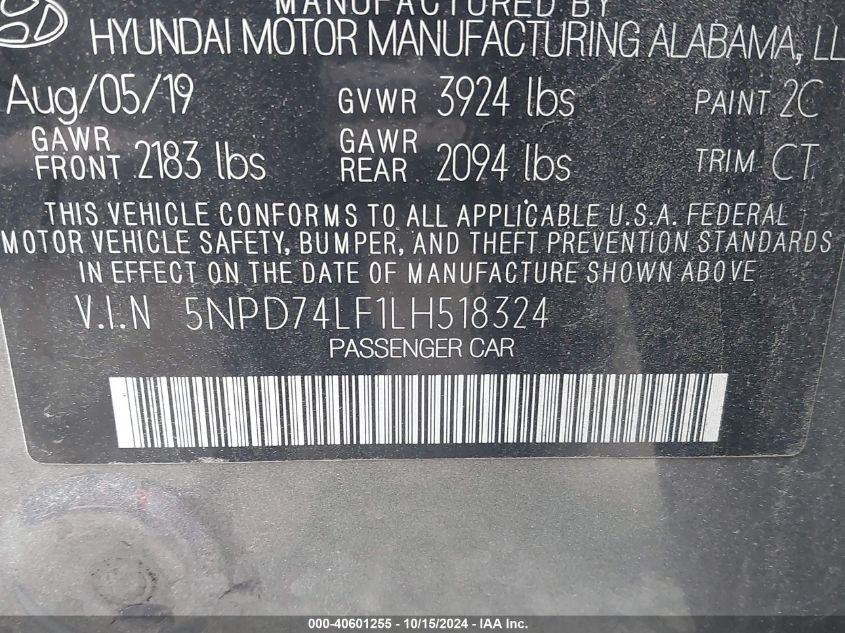 MANUFACTURED BY
HYUNDAI MOTOR MANUFACTURING ALABAMA, LL
Aug/05/19 GVWR 3924 lbs PAINT 2C
GAWR FRONT 2183 lbs GAWR REAR 2094 lbs TRIM CT
THIS VEHICLE CONFORMS TO ALL APPLICABLE U.S.A. FEDERAL
MOTOR VEHICLE SAFETY, BUMPER, AND THEFT PREVENTION STANDARDS
IN EFFECT ON THE DATE OF MANUFACTURE SHOWN ABOVE
V.I.N 5NPD74LF1LH518324
PASSENGER CAR
000-40601255 - 10/15/2024 - IAA Inc.